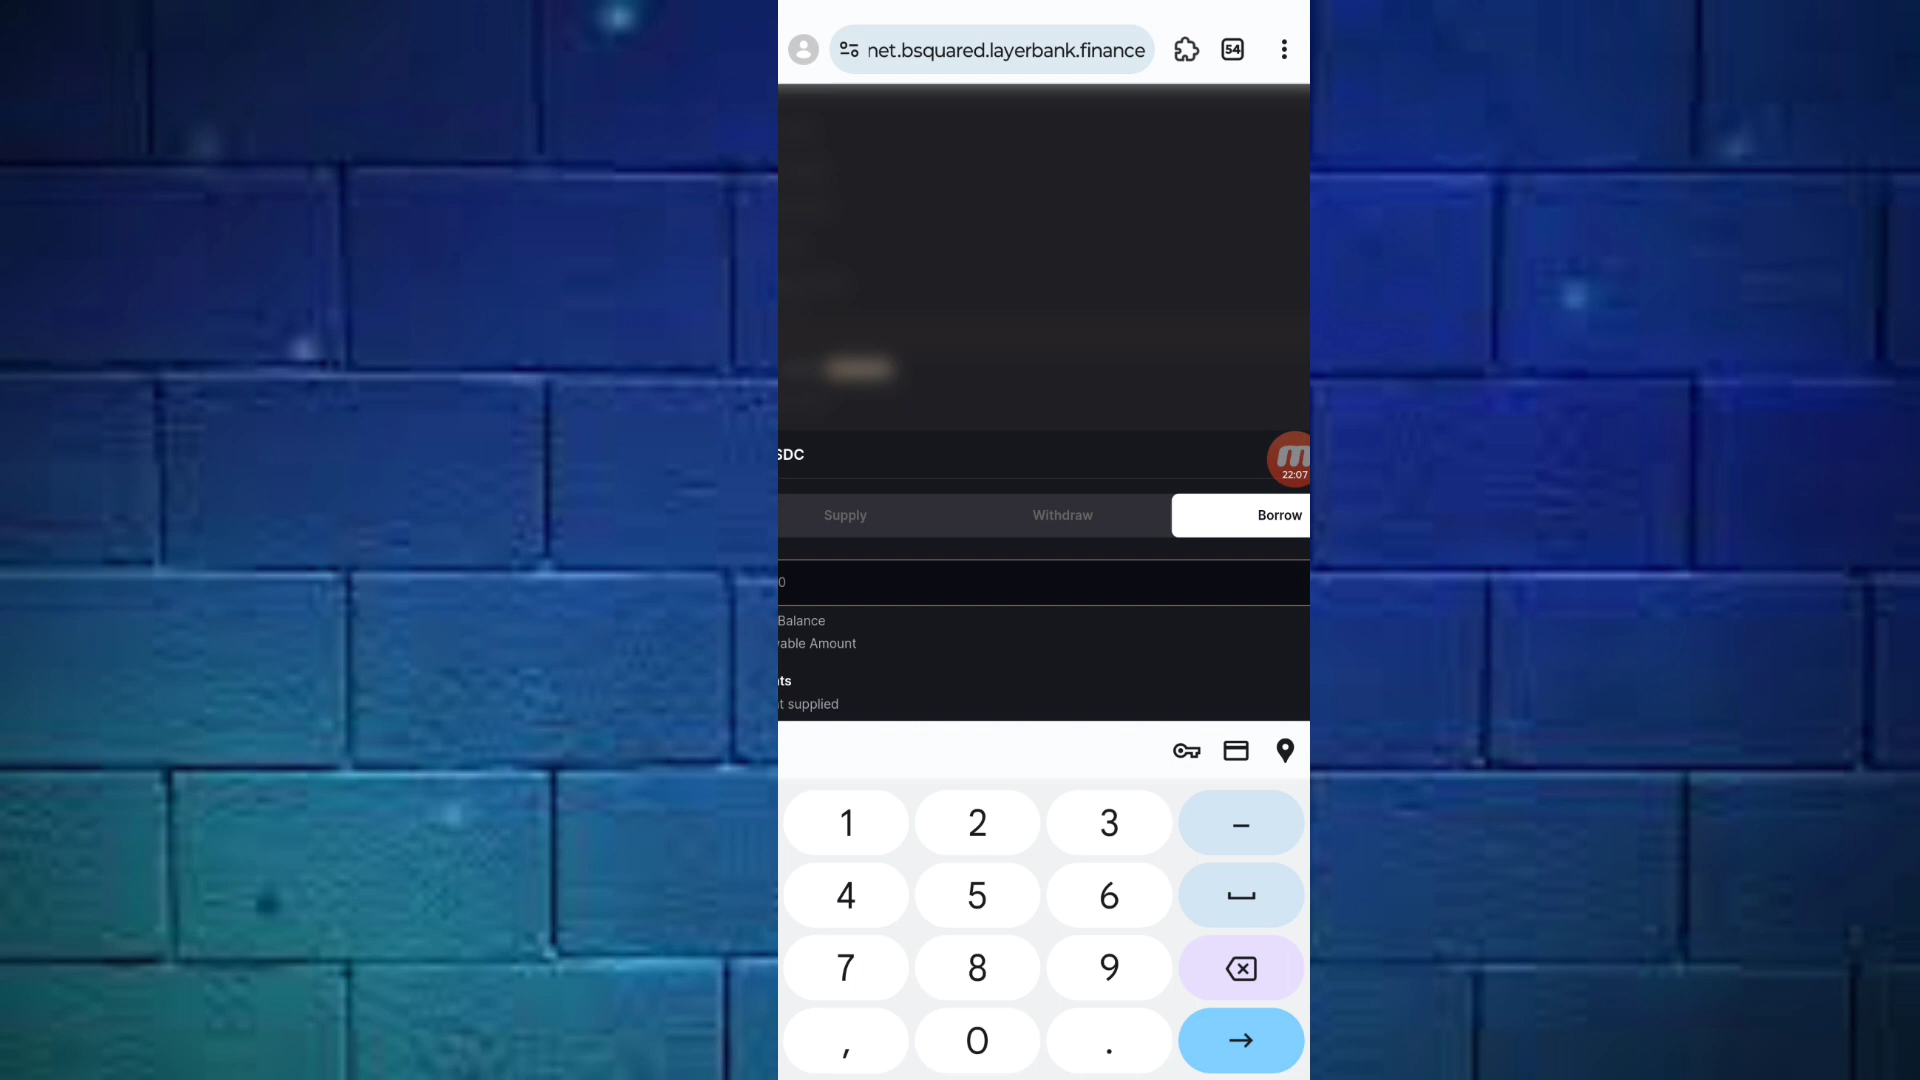 net.bsquared.layerbank.finance
54
SDC
22:07
Supply
Withdraw
Borrow
0
Balance
able Amount
ts
t supplied
1
2
3
–
4
5
6
7
8
9
,
0
.